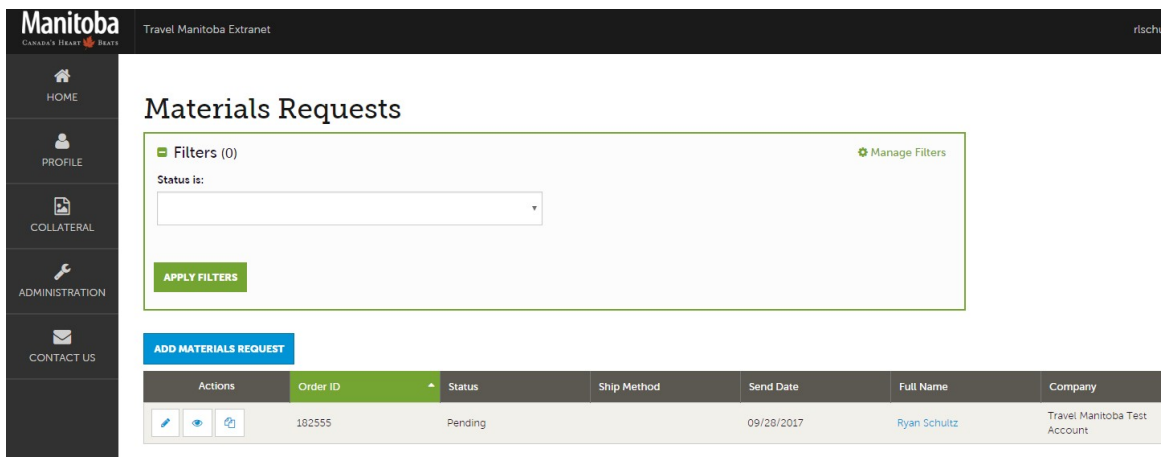 Manitoba
CANADA'S HEART BEATS
Travel Manitoba Extranet
rlschu
HOME
PROFILE
COLLATERAL
ADMINISTRATION
CONTACT US
Materials Requests
Filters (0)
Manage Filters
Status is:
APPLY FILTERS
ADD MATERIALS REQUEST
Actions Order ID Status Ship Method Send Date Full Name Company
182555 Pending 09/28/2017 Ryan Schultz Travel Manitoba Test
Account